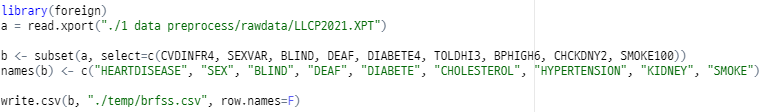 library(foreign)
a = read.xport("./1 data preprocess/rawdata/LLCP2021.XPT")
b <- subset(a, select=c(CVDINFR4, SEXVAR, BLIND, DEAF, DIABETE4, TOLDHI3, BPHIGH6, CHCKDNY2, SMOKE100))
names(b) <- c("HEARTDISEASE", "SEX", "BLIND", "DEAF", "DIABETE", "CHOLESTEROL", "HYPERTENSION", "KIDNEY", "SMOKE")
write.csv(b, "./temp/brfss.csv", row.names=F)